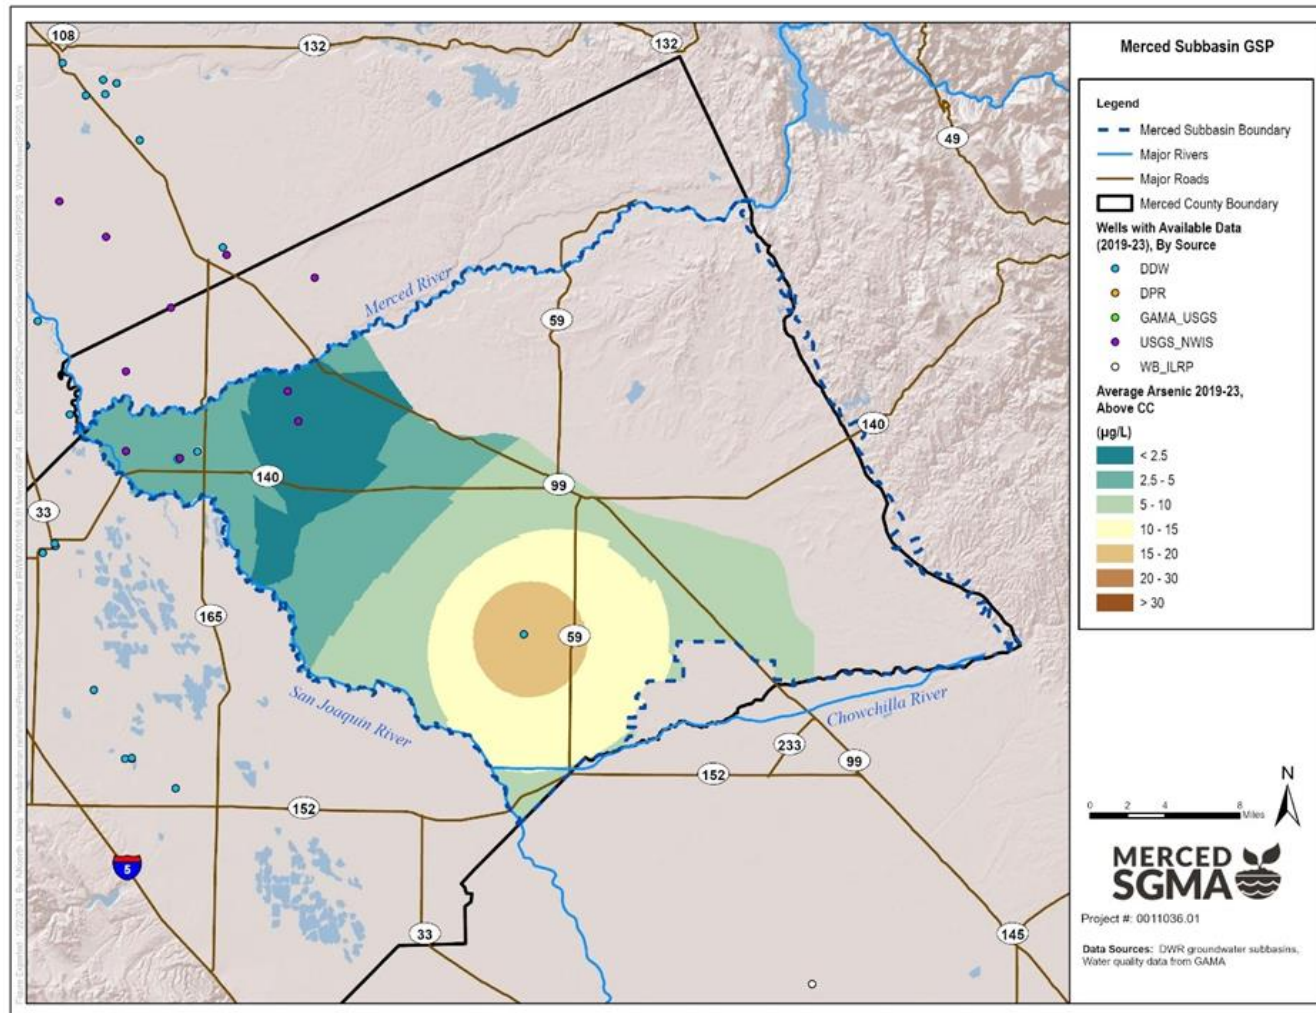 108
132
132
49
Merced River
59
140
140
99
33
165
59
San Joaquin River
Chowchilla River
233
99
152
152
5
33
145
Merced Subbasin GSP
Legend
Merced Subbasin Boundary
Major Rivers
Major Roads
Merced County Boundary
Wells with Available Data
(2019-23), By Source
DDW
DPR
GAMA_USGS
USGS_NWIS
WB_ILRP
Average Arsenic 2019-23,
Above CC
(µg/L)
< 2.5
2.5 - 5
5 - 10
10 - 15
15 - 20
20 - 30
> 30
N
0 2 4 8
Miles
MERCED
SGMA
Project #: 0011036.01
Data Sources: DWR groundwater subbasins,
Water quality data from GAMA